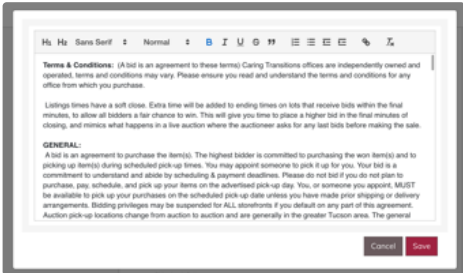 H1 H2 Sans Serif Normal B I U S ”
Terms & Conditions: (A bid is an agreement to these terms) Caring Transitions offices are independently owned and
operated, terms and conditions may vary. Please ensure you read and understand the terms and conditions for any
office from which you purchase.
Listings times have a soft close. Extra time will be added to ending times on lots that receive bids within the final
minutes, to allow all bidders a fair chance to win. This will give you time to place a higher bid in the final minutes of
closing, and mimics what happens in a live auction where the auctioneer asks for any last bids before making the sale.
GENERAL:
A bid is an agreement to purchase the item(s). The highest bidder is committed to purchasing the won item(s) and to
picking up item(s) during scheduled pick-up times. You may appoint someone to pick it up for you. Your bid is a
commitment to understand and abide by scheduling & payment deadlines. Please do not bid if you do not plan to
purchase, pay, schedule, and pick up your items on the advertised pick-up day. You, or someone you appoint, MUST
be available to pick up your purchases on the scheduled pick-up date unless you have made prior shipping or delivery
arrangements. Bidding privileges may be suspended for ALL storefronts if you default on any part of this agreement.
Auction pick-up locations change from auction to auction and are generally in the greater Tucson area. The general
Cancel Save